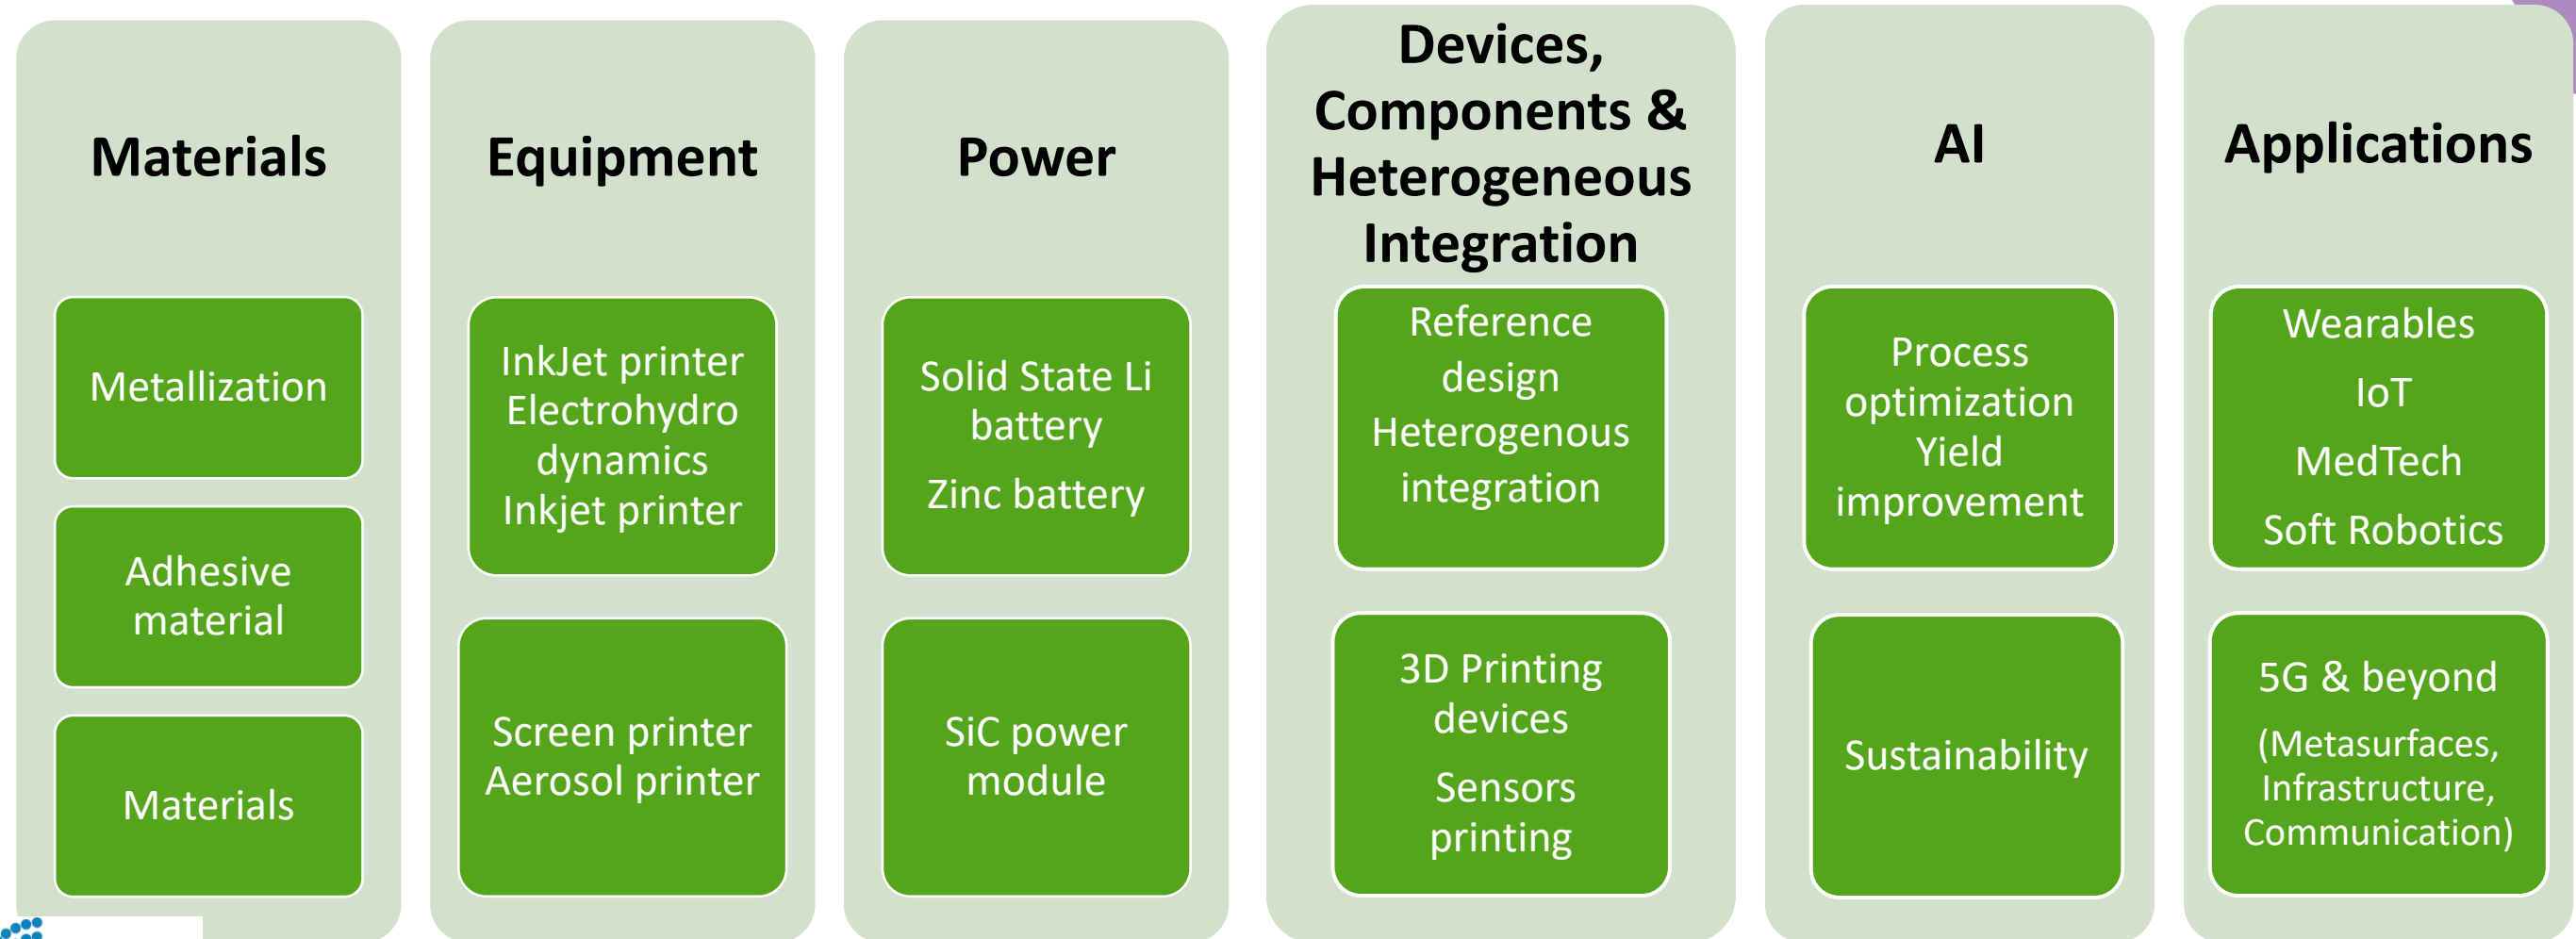 Materials
Metallization
Adhesive
material
Materials
Equipment
InkJet printer
Electrohydro
dynamics
Inkjet printer
Screen printer
Aerosol printer
Power
Solid State Li
battery
Zinc battery
SiC power
module
Devices,
Components &
Heterogeneous
Integration
Reference
design
Heterogenous
integration
3D Printing
devices
Sensors
printing
AI
Process
optimization
Yield
improvement
Sustainability
Applications
Wearables
IoT
MedTech
Soft Robotics
5G & beyond
(Metasurfaces,
Infrastructure,
Communication)